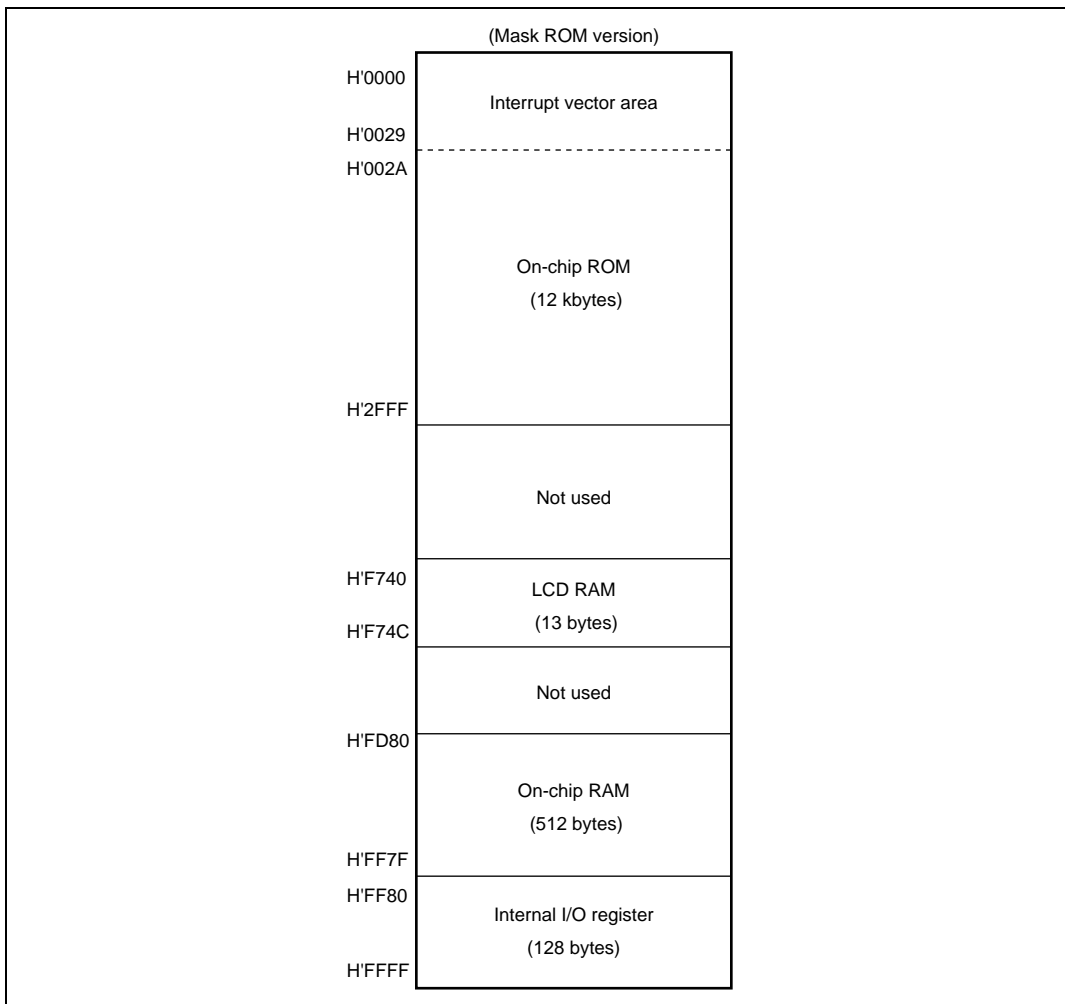 (Mask ROM version)
H'0000
Interrupt vector area
H'0029
H'002A
On-chip ROM
(12 kbytes)
H'2FFF
Not used
H'F740
LCD RAM
(13 bytes)
H'F74C
Not used
H'FD80
On-chip RAM
(512 bytes)
H'FF7F
H'FF80
Internal I/O register
(128 bytes)
H'FFFF